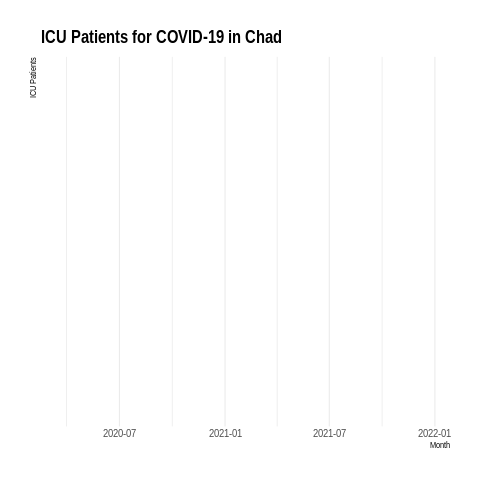 ICU Patients for COVID-19 in Chad
ICU Patients
2020-07
2021-01
2021-07
2022-01
Month